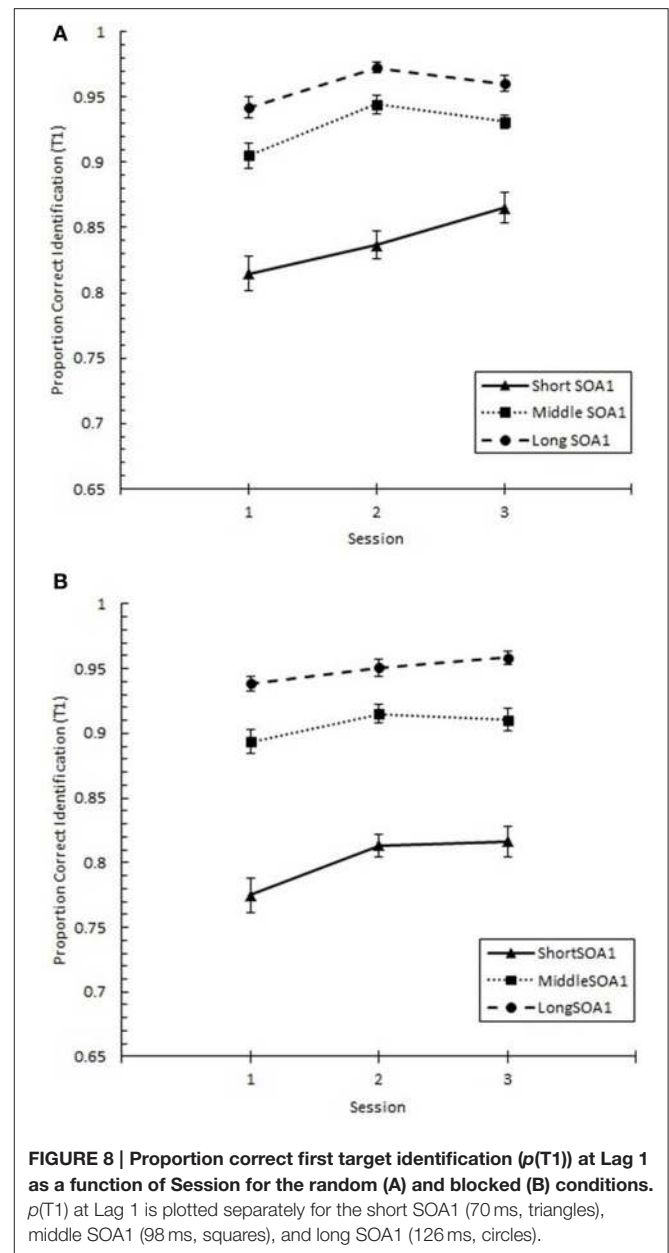 A
1
0.95
0.9
0.85
0.8
0.75
0.7
0.65
Proportion Correct Identification (T1)
Short SOA1
Middle SOA1
Long SOA1
1 2 3
Session
B
1
0.95
0.9
0.85
0.8
0.75
0.7
0.65
Proportion Correct Identification (T1)
ShortSOA1
MiddleSOA1
LongSOA1
1 2 3
Session
FIGURE 8 | Proportion correct first target identification (p(T1)) at Lag 1
as a function of Session for the random (A) and blocked (B) conditions.
p(T1) at Lag 1 is plotted separately for the short SOA1 (70 ms, triangles),
middle SOA1 (98 ms, squares), and long SOA1 (126 ms, circles).